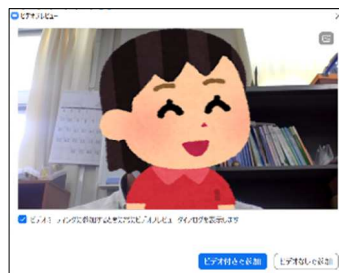 ビデオプレビュー
ビデオミーティングに参加するときに常にビデオプレビューダイアログを表示します
ビデオ付きで参加
ビデオなしで参加